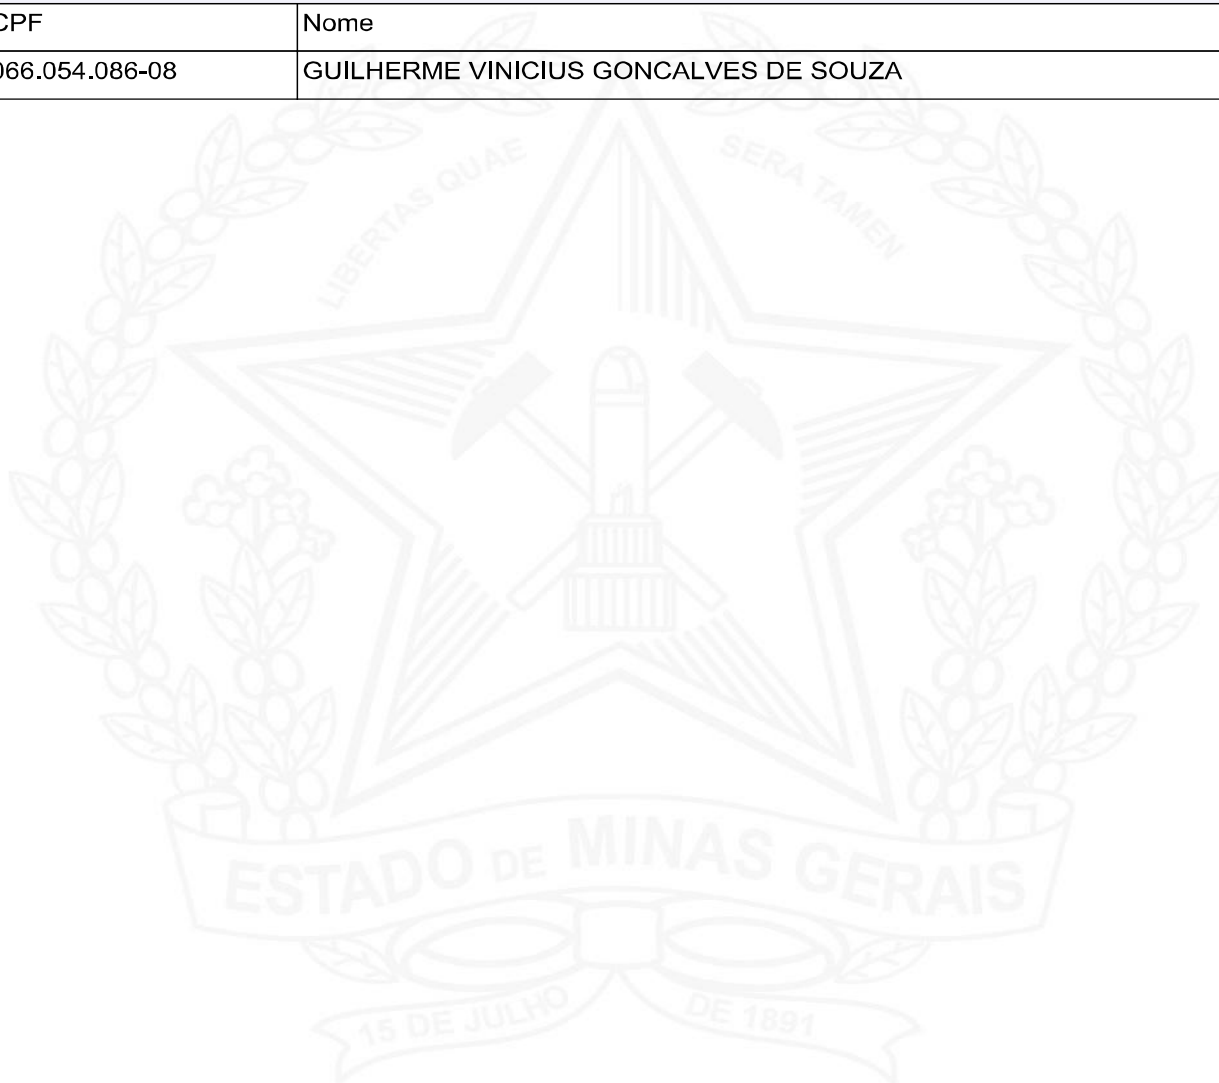 CPF Nome
066.054.086-08 GUILHERME VINICIUS GONCALVES DE SOUZA
LIBERTAS QUAE SERA TAMEN
ESTADO DE MINAS GERAIS
15 DE JULHO DE 1891